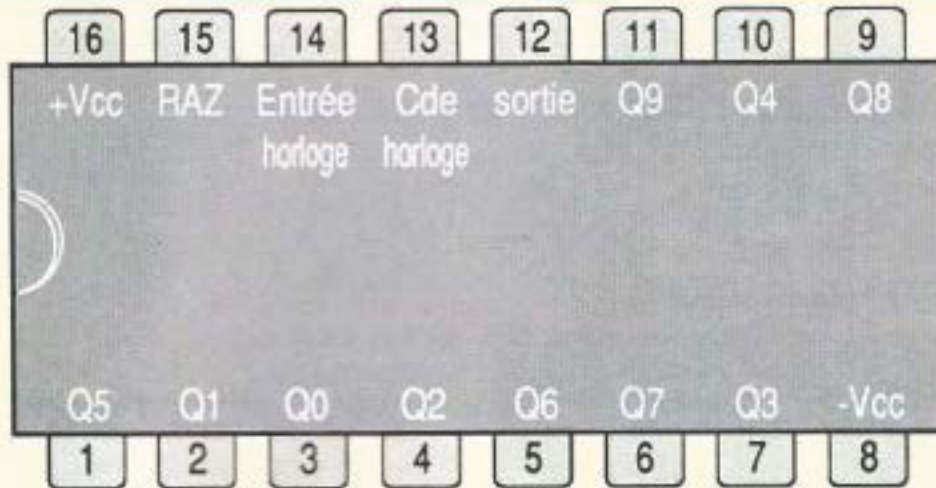 16 15 14 13 12 11 10 9
+Vcc RAZ Entrée Cde sortie Q9 Q4 Q8
horloge horloge
Q5 Q1 Q0 Q2 Q6 Q7 Q3 -Vcc
1 2 3 4 5 6 7 8